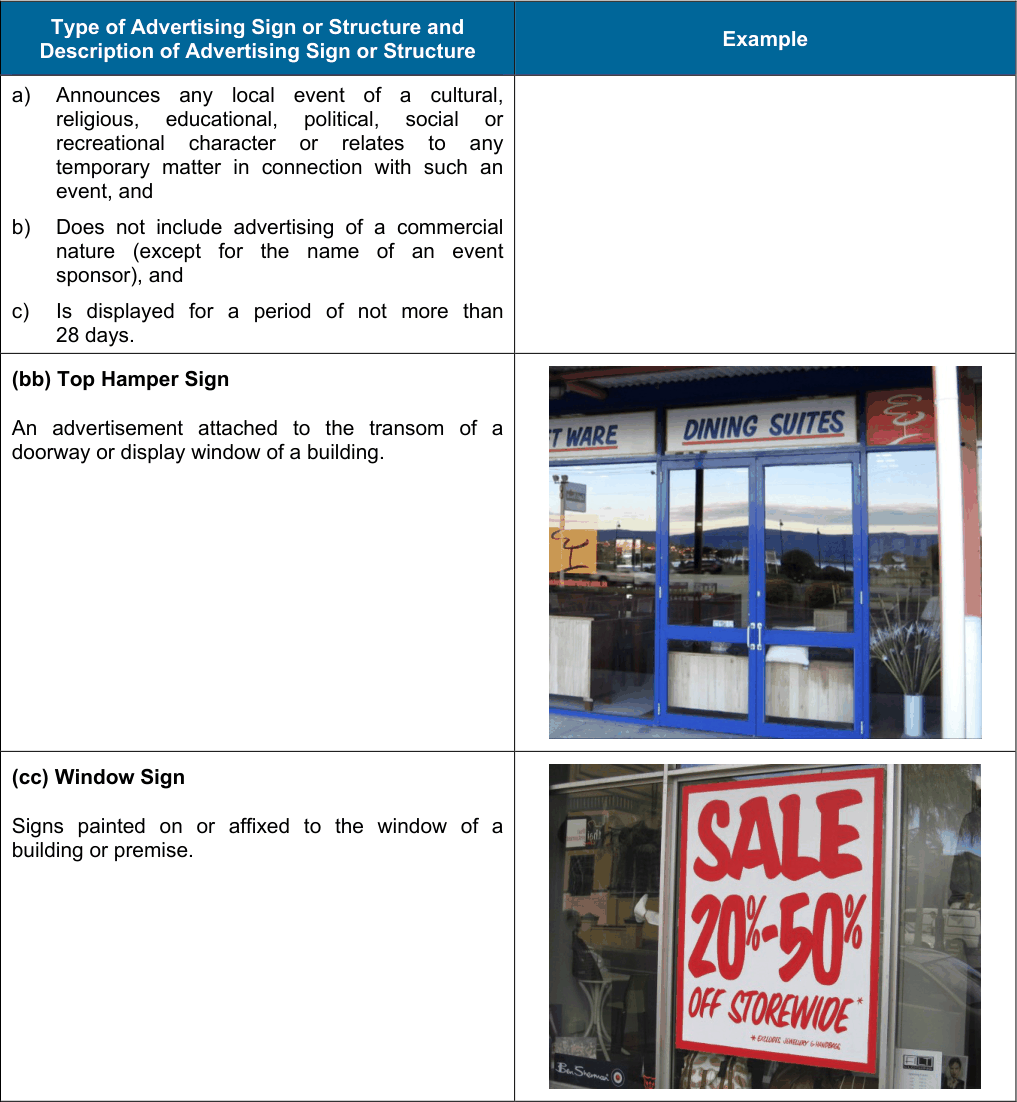 Type of Advertising Sign or Structure and
Description of Advertising Sign or Structure
Example
a) Announces any local event of a cultural,
religious, educational, political, social or
recreational character or relates to any
temporary matter in connection with such an
event, and
b) Does not include advertising of a commercial
nature (except for the name of an event
sponsor), and
c) Is displayed for a period of not more than
28 days.
(bb) Top Hamper Sign
An advertisement attached to the transom of a
doorway or display window of a building.
T WARE
DINING SUITES
(cc) Window Sign
Signs painted on or affixed to the window of a
building or premise.
SALE
20%-50%
OFF STOREWIDE*
* EXCLUDES JEWELLERY & HANDBAGS
Ben Sherman